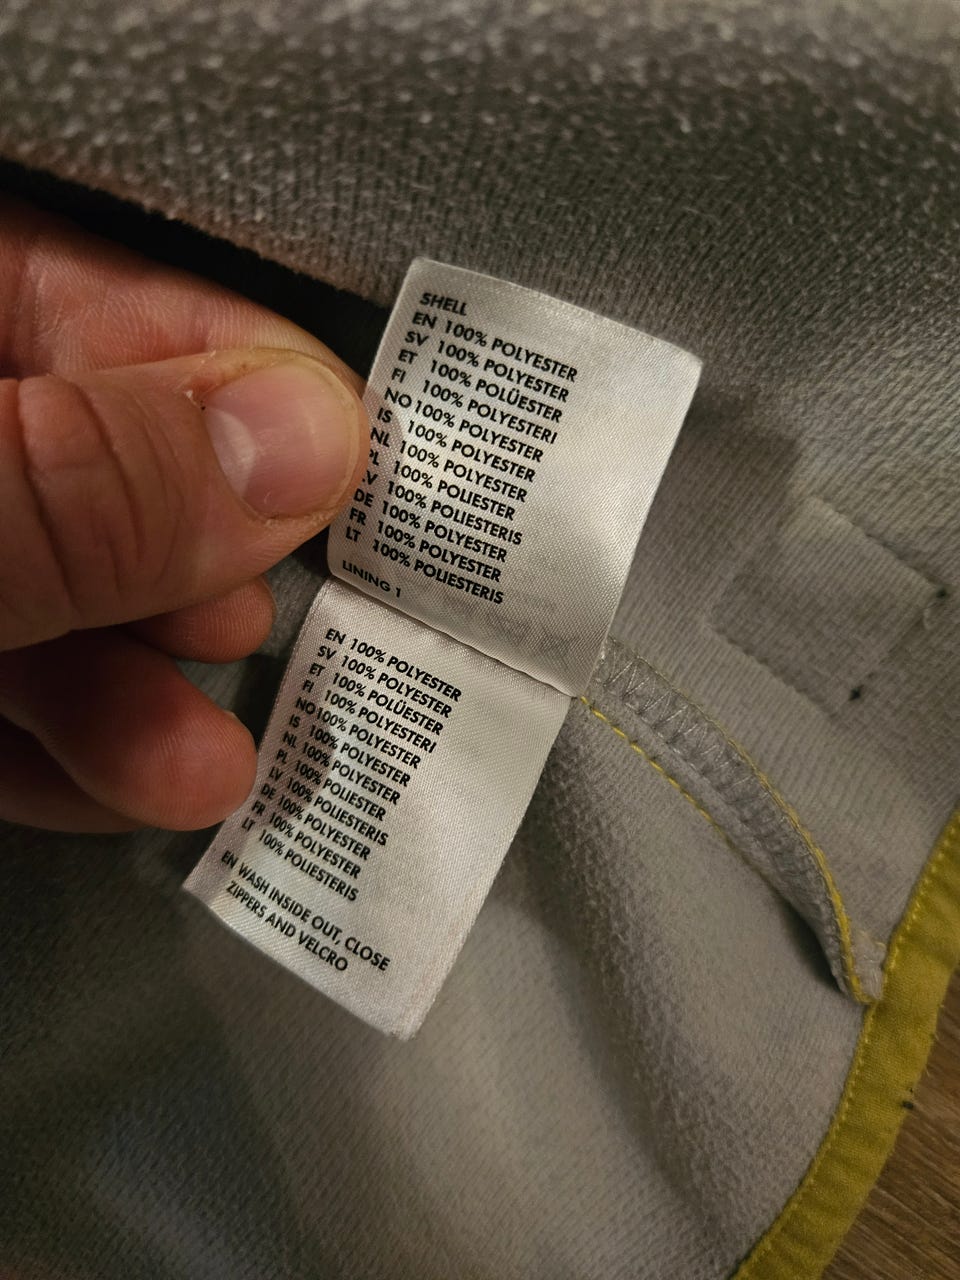 SHELL
EN 100% POLYESTER
SV 100% POLYESTER
ET 100% POLÜESTER
FI 100% POLYESTERI
NO 100% POLYESTER
IS 100% POLYESTER
NL 100% POLYESTER
PL 100% POLIESTER
LV 100% POLIESTERIS
DE 100% POLYESTER
FR 100% POLYESTER
LT 100% POLIESTERIS
LINING 1
EN 100% POLYESTER
SV 100% POLYESTER
ET 100% POLÜESTER
FI 100% POLYESTERI
NO 100% POLYESTER
IS 100% POLYESTER
NL 100% POLYESTER
PL 100% POLIESTER
LV 100% POLIESTERIS
DE 100% POLYESTER
FR 100% POLYESTER
LT 100% POLIESTERIS
EN WASH INSIDE OUT, CLOSE
ZIPPERS AND VELCRO